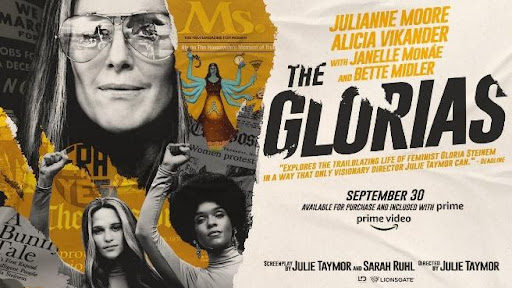 JULIANNE MOORE
ALICIA VIKANDER
WITH JANELLE MONÁE
AND BETTE MIDLER
THE
GLORIAS
"EXPLORES THE TRAILBLAZING LIFE OF FEMINIST GLORIA STEINEM
IN A WAY THAT ONLY VISIONARY DIRECTOR JULIE TAYMOR CAN." -DEADLINE
SEPTEMBER 30
AVAILABLE FOR PURCHASE AND INCLUDED WITH prime
prime video
SCREENPLAY BY JULIE TAYMOR AND SARAH RUHL DIRECTED BY JULIE TAYMOR
LD LIONSGATE
Ms.
Women protest
A Bunny's
Tale